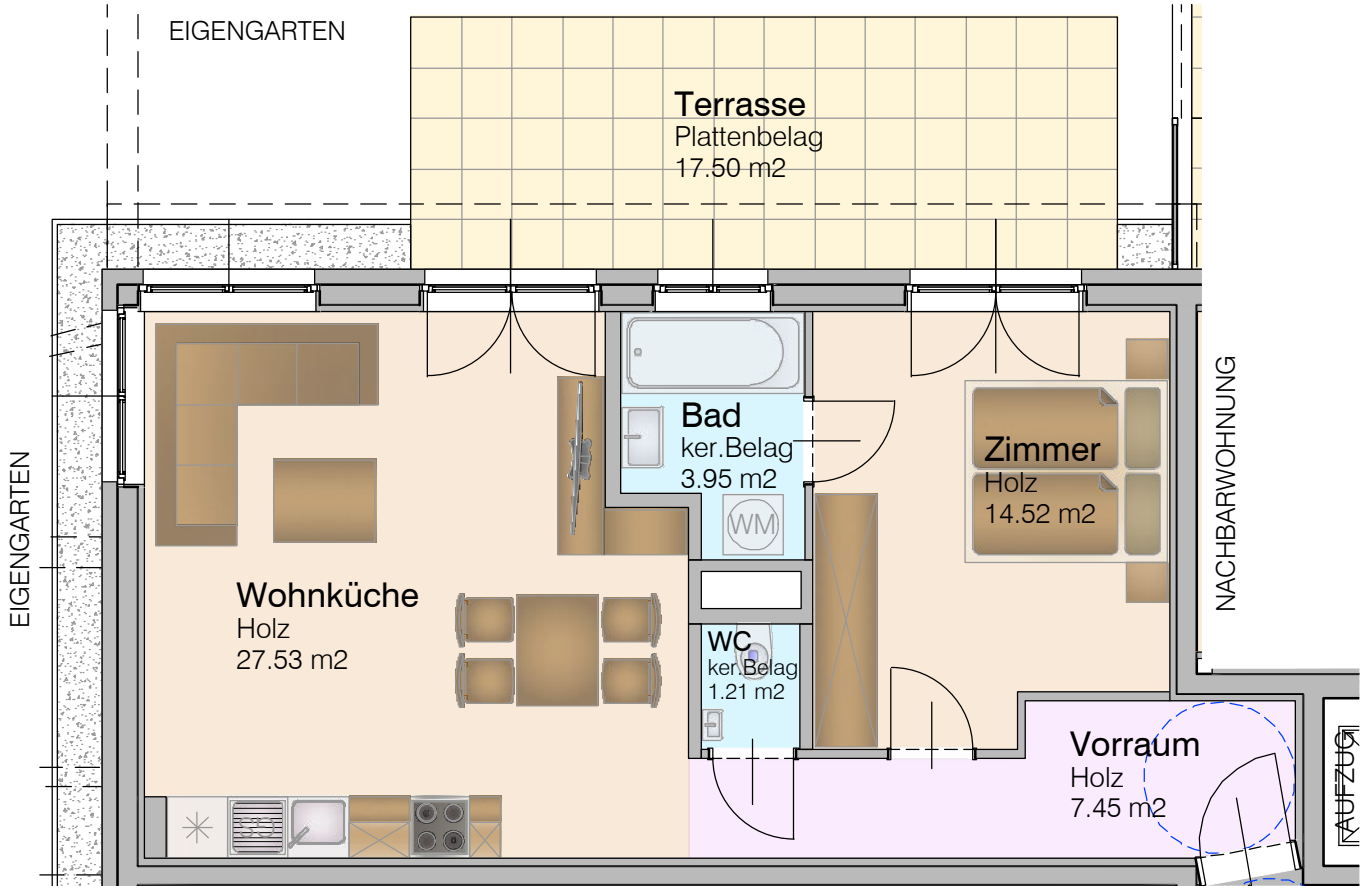 EIGENGARTEN
Terrasse
Plattenbelag
17.50 m2
EIGENGARTEN
Bad
ker.Belag
3.95 m2
WM
Zimmer
Holz
14.52 m2
NACHBARWOHNUNG
Wohnküche
Holz
27.53 m2
WC
ker.Belag
1.21 m2
Vorraum
Holz
7.45 m2
AUFZUG